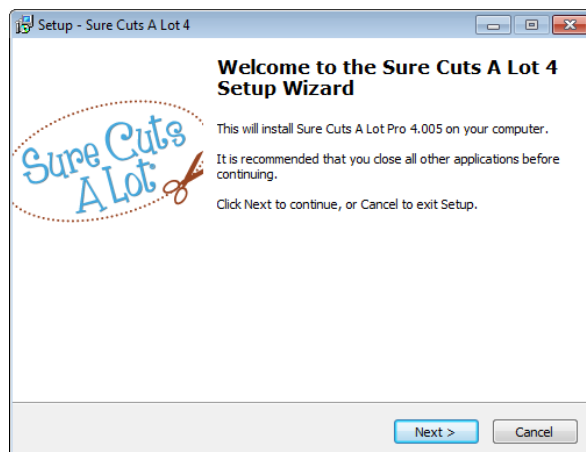 Setup - Sure Cuts A Lot 4
Welcome to the Sure Cuts A Lot 4
Setup Wizard
This will install Sure Cuts A Lot Pro 4.005 on your computer.
It is recommended that you close all other applications before
continuing.
Click Next to continue, or Cancel to exit Setup.
Sure Cuts
A Lot
Next >
Cancel